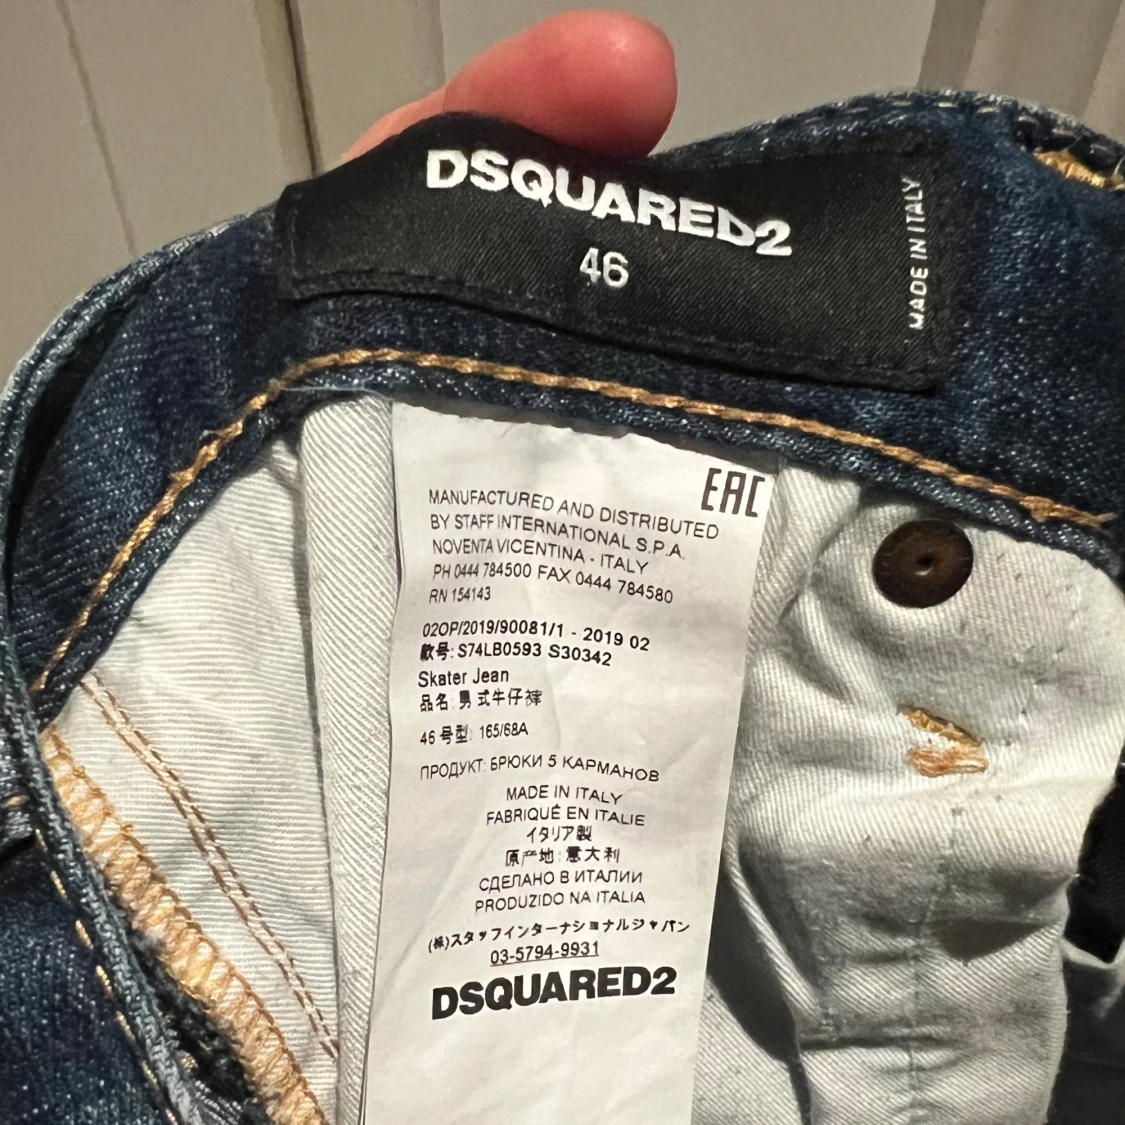 DSQUARED2
46
MADE IN ITALY
EAC
MANUFACTURED AND DISTRIBUTED
BY STAFF INTERNATIONAL S.P.A.
NOVENTA VICENTINA - ITALY
PH 0444 784500 FAX 0444 784580
RN 154143
02OP/2019/90081/1 - 2019 02
款号: S74LB0593 S30342
Skater Jean
品名: 男式牛仔裤
46 号型: 165/68A
ПРОДУКТ: БРЮКИ 5 КАРМАНОВ
MADE IN ITALY
FABRIQUÉ EN ITALIE
イタリア製
原产地: 意大利
СДЕЛАНО В ИТАЛИИ
PRODUZIDO NA ITALIA
(株)スタッフインターナショナルジャパン
03-5794-9931
DSQUARED2